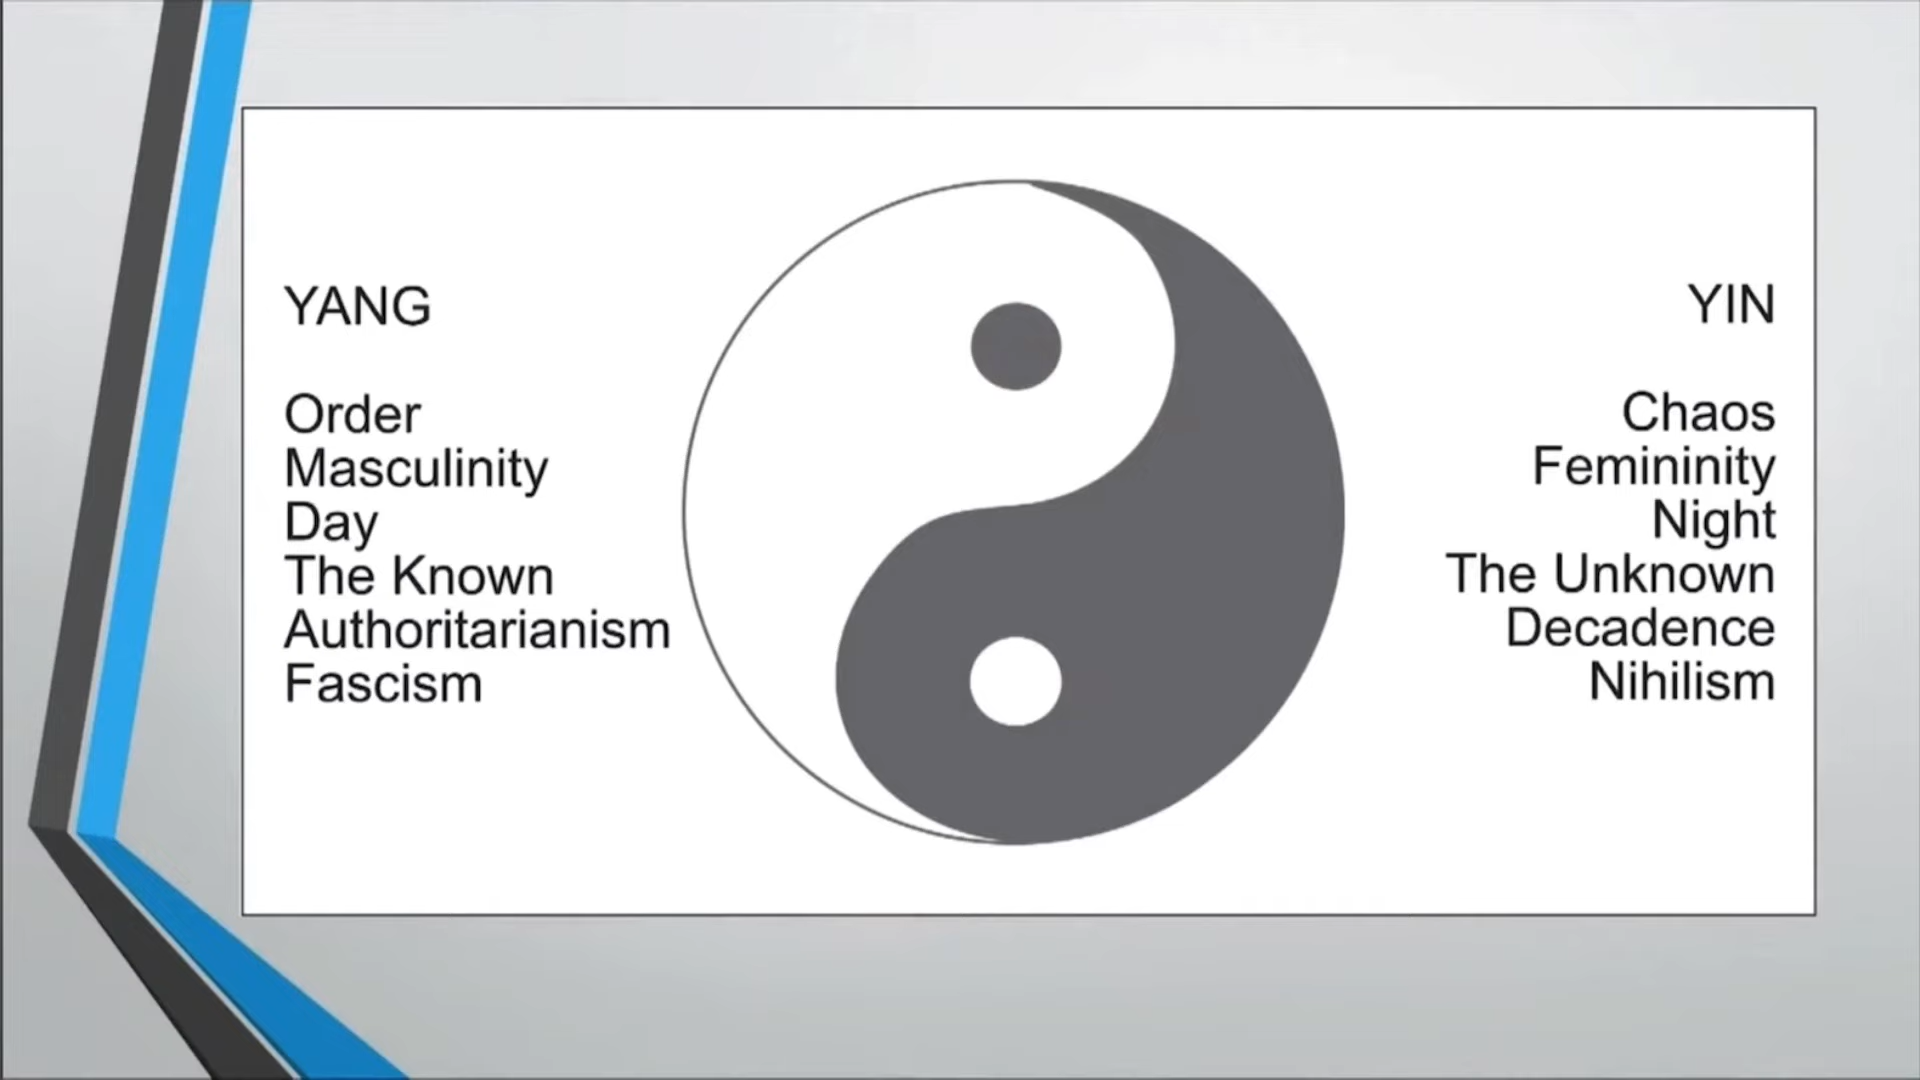 YANG
Order
Masculinity
Day
The Known
Authoritarianism
Fascism
YIN
Chaos
Femininity
Night
The Unknown
Decadence
Nihilism